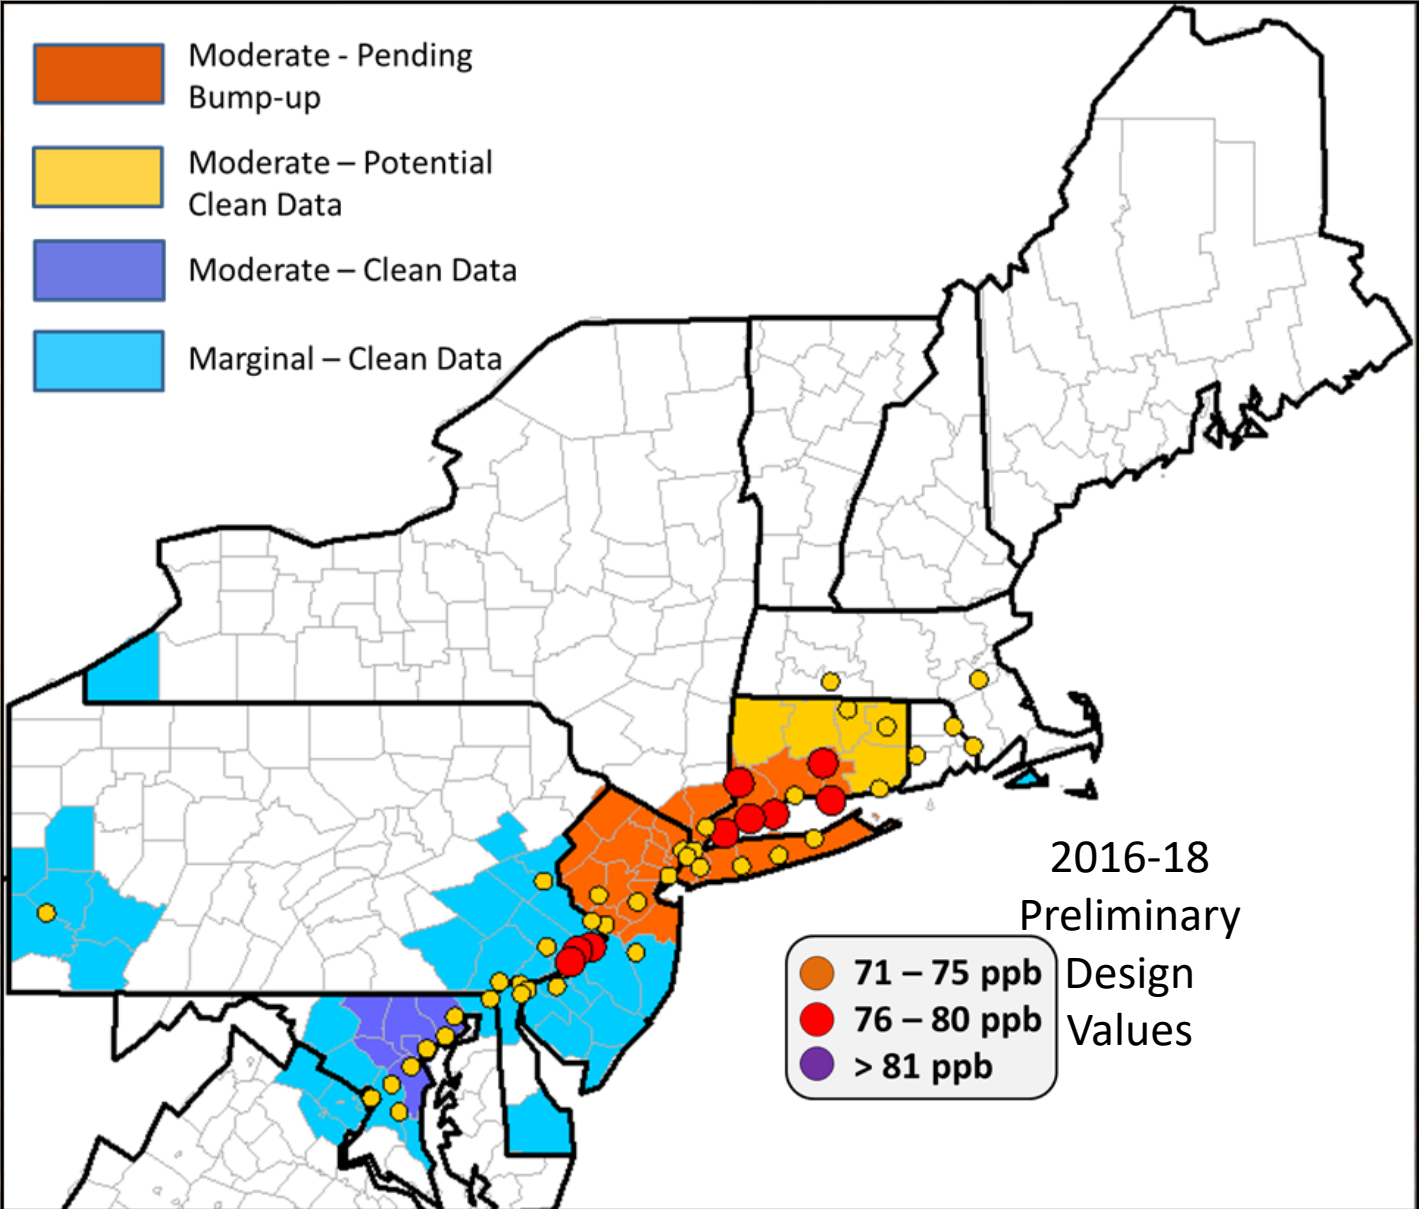 Moderate - Pending
Bump-up
Moderate – Potential
Clean Data
Moderate – Clean Data
Marginal – Clean Data
2016-18
Preliminary
Design
Values
71 – 75 ppb
76 – 80 ppb
> 81 ppb